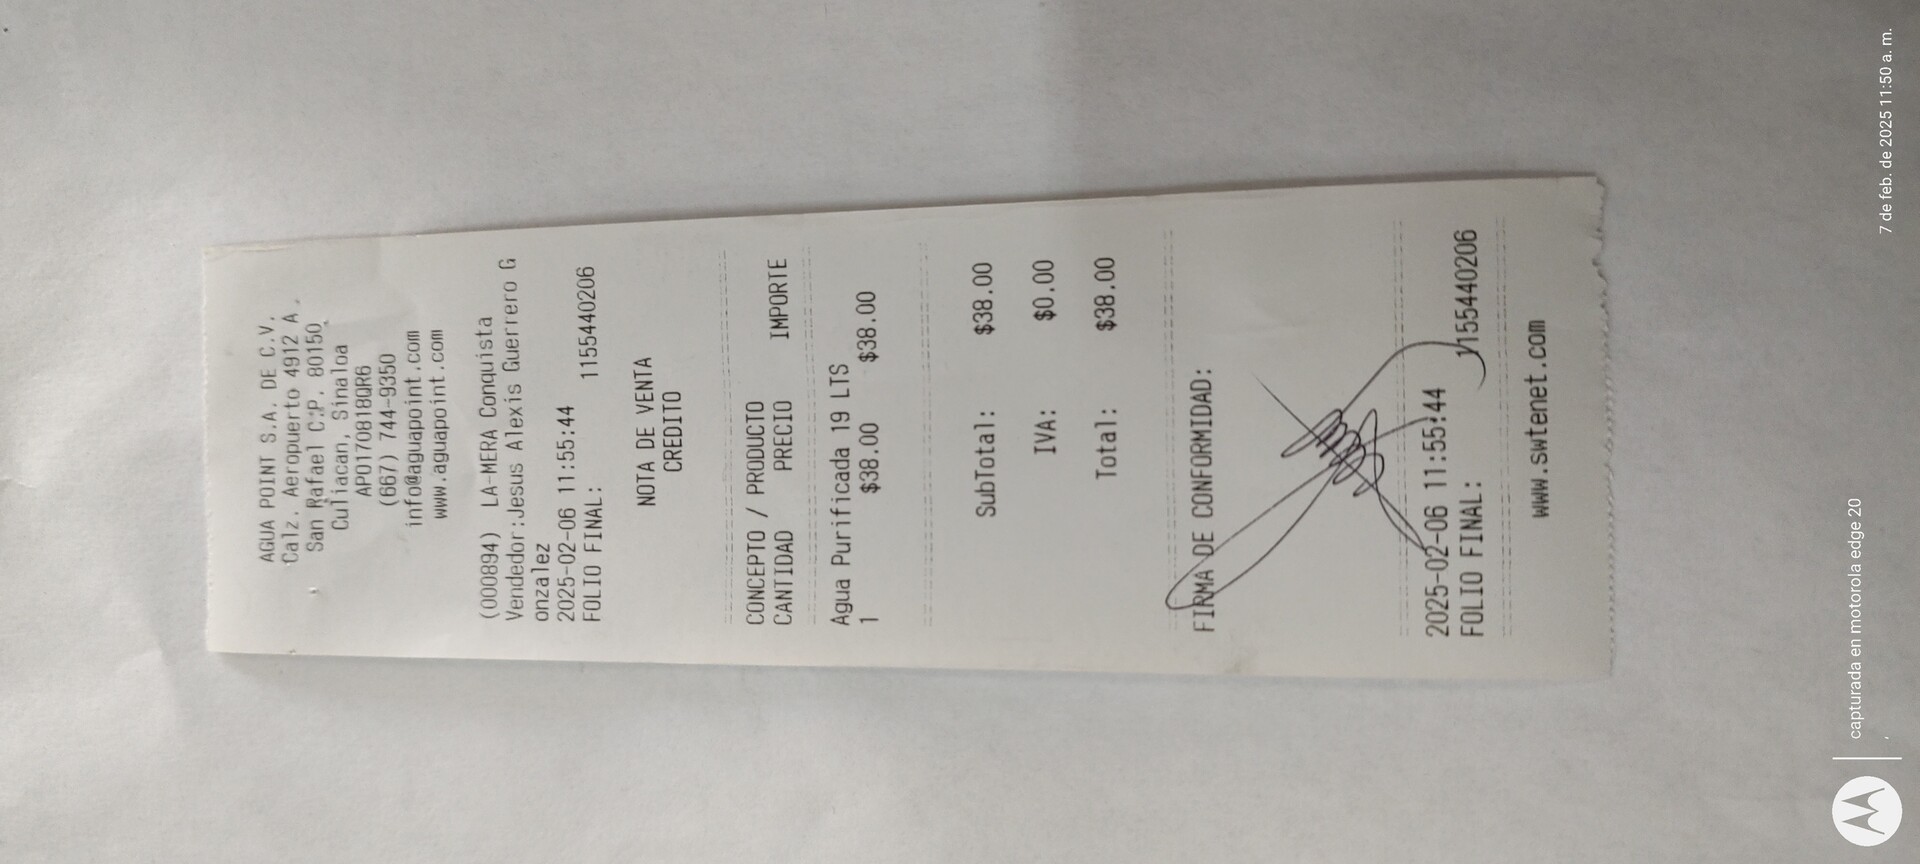 AGUA POINT S.A. DE C.V.
Calz. Aeropuerto 4912 A,
San Rafael C.P. 80150,
Culiacan, Sinaloa
APO170818QR6
(667) 744-9350
info@aguapoint.com
www.aguapoint.com
(000894) LA-MERA Conquista
Vendedor:Jesus Alexis Guerrero G
onzalez
2025-02-06 11:55:44
FOLIO FINAL: 1155440206
NOTA DE VENTA
CREDITO
CONCEPTO / PRODUCTO
CANTIDAD PRECIO IMPORTE
Agua Purificada 19 LTS
1 $38.00 $38.00
SubTotal: $38.00
IVA: $0.00
Total: $38.00
FIRMA DE CONFORMIDAD:
2025-02-06 11:55:44
FOLIO FINAL: 1155440206
www.swtenet.com
capturada en motorola edge 20
7 de feb. de 2025 11:50 a. m.